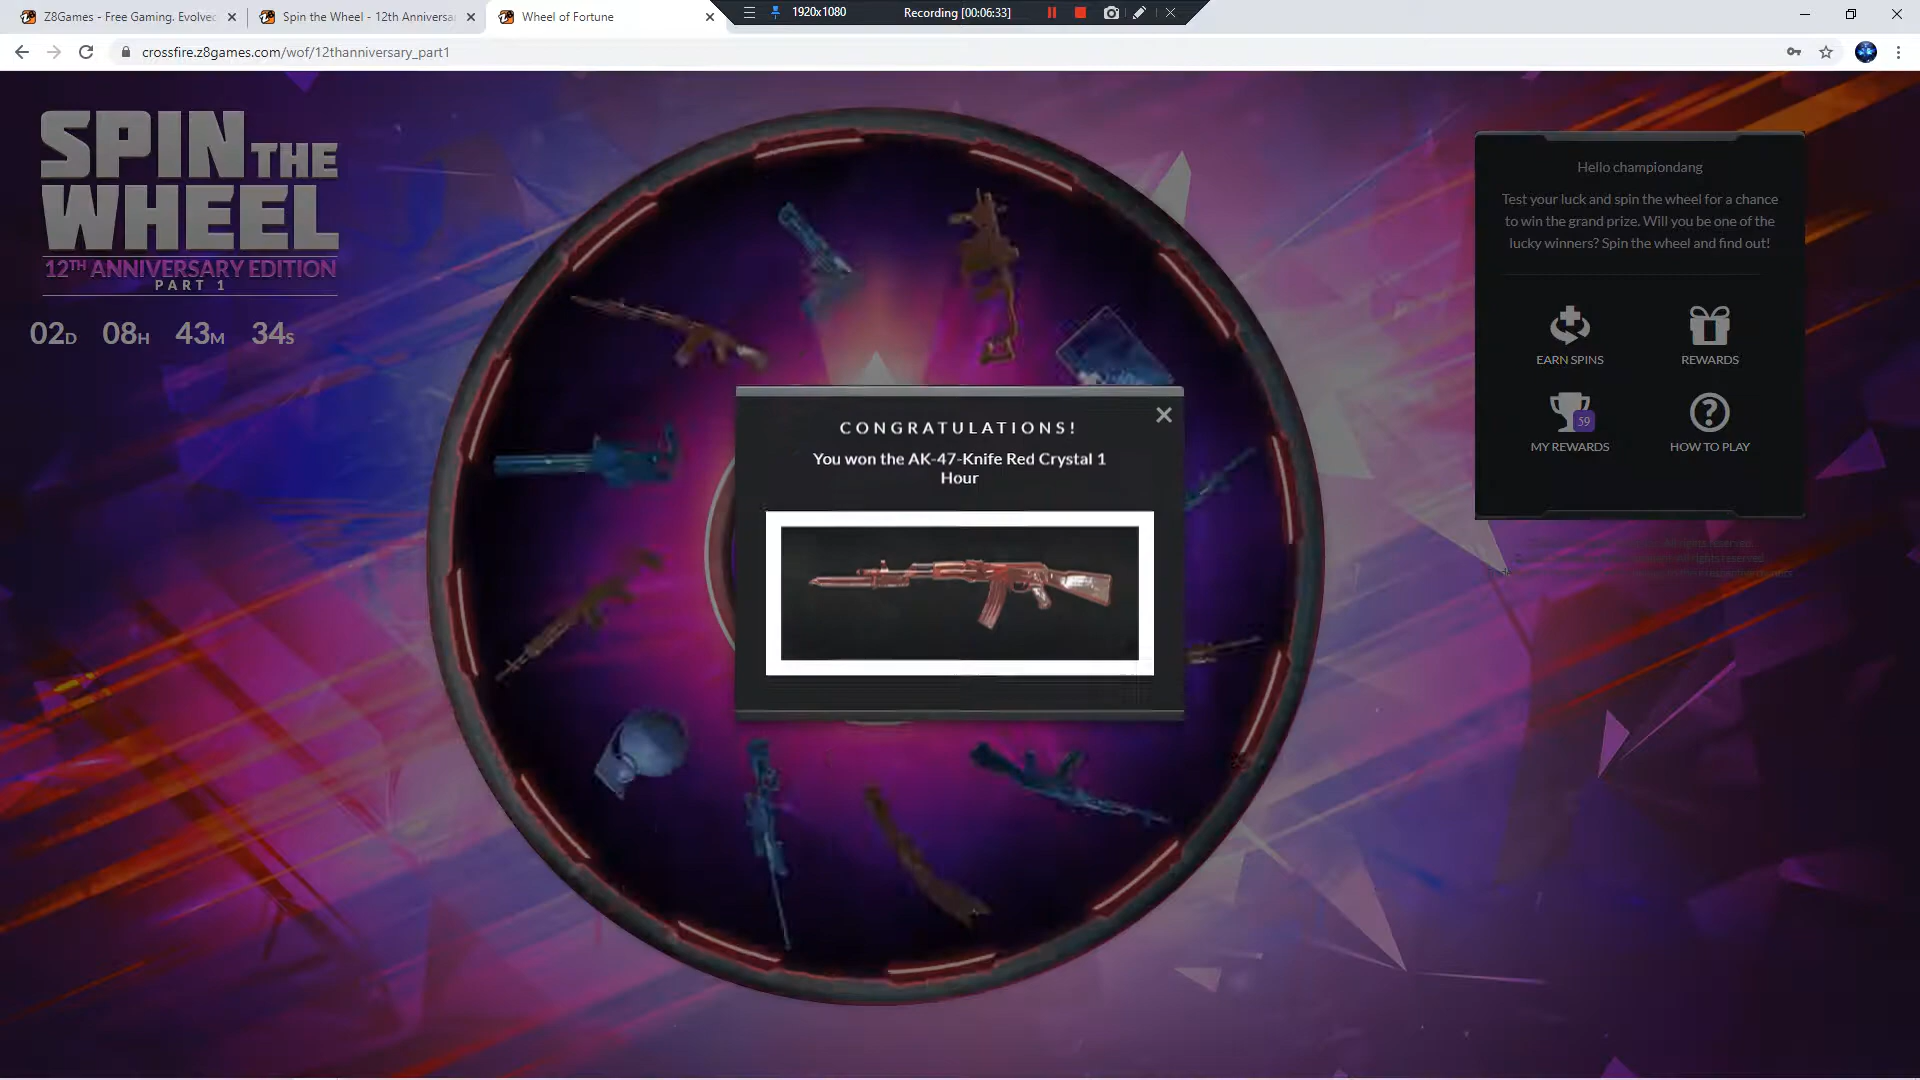 Z8Games - Free Gaming. Evolved
Spin the Wheel - 12th Anniversa
Wheel of Fortune
1920x1080
Recording [00:06:33]
crossfire.z8games.com/wof/12thanniversary_part1
SPIN THE
WHEEL
12TH ANNIVERSARY EDITION
PART 1
02D 08H 43M 34S
CONGRATULATIONS!
You won the AK-47-Knife Red Crystal 1
Hour
Hello championdang
Test your luck and spin the wheel for a chance
to win the grand prize. Will you be one of the
lucky winners? Spin the wheel and find out!
EARN SPINS
REWARDS
59
MY REWARDS
HOW TO PLAY
All rights reserved.